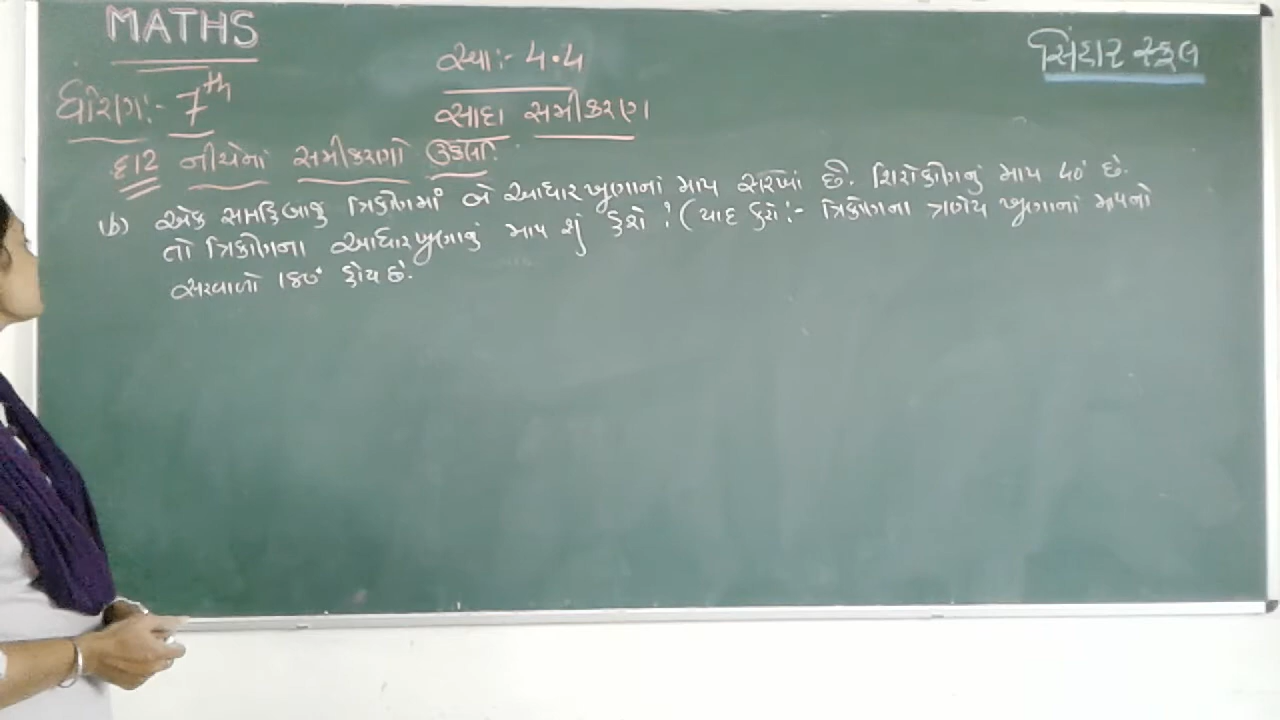 MATHS
સિંઘાર સ્કૂલ
સ્વા:- 4.4
ધોરણ:- 7th
સાદા સમીકરણ
દા2 નીચેનાં સમીકરણો ઉકેલો.
b) એક સમદ્વિબાજુ ત્રિકોણમાં બે આધારખૂણાનાં માપ સરખાં છે. શિરોકોણનું માપ 40° છે.
તો ત્રિકોણના આધારખૂણાનું માપ શું હશે? (યાદ કરો:- ત્રિકોણના ત્રણેય ખૂણાનાં માપનો
સરવાળો 180° હોય છે.